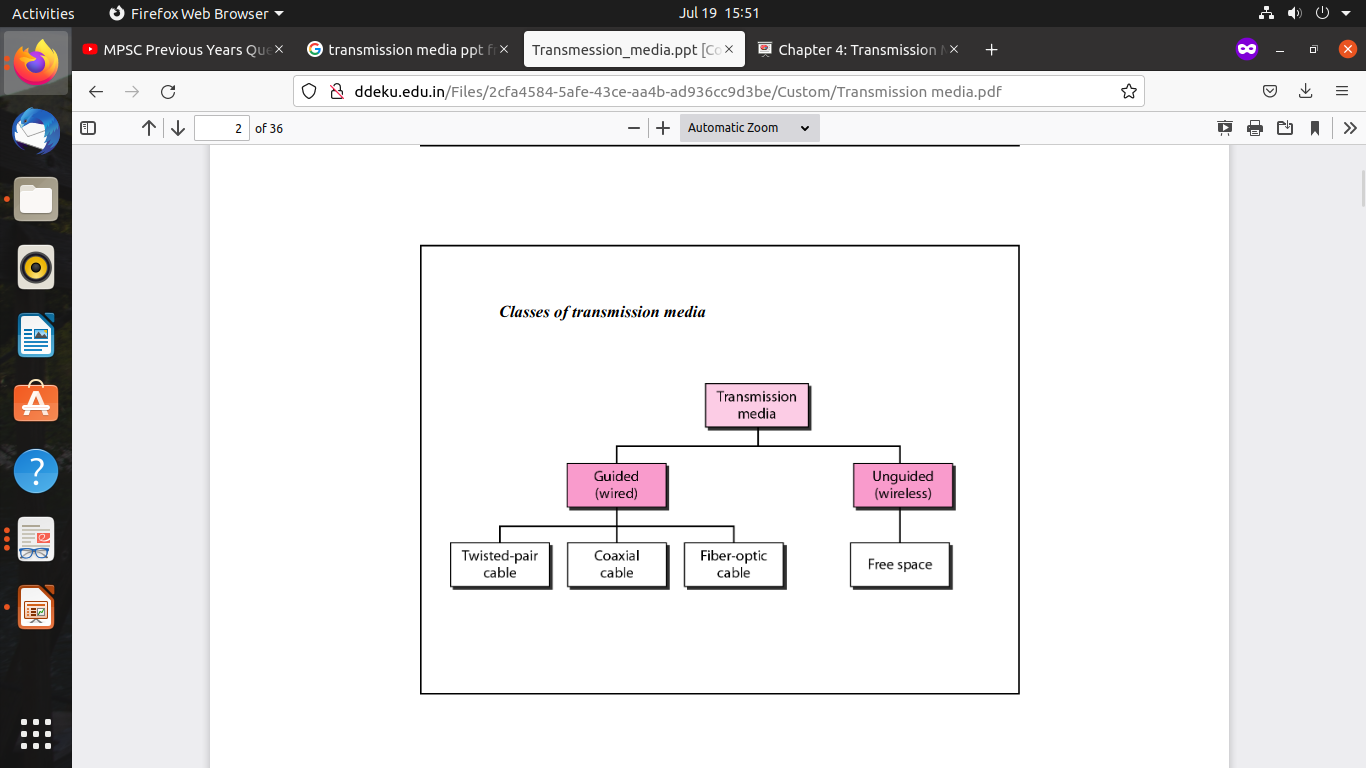 Activities
Firefox Web Browser
Jul 19 15:51
MPSC Previous Years Que
transmission media ppt f
Transmession_media.ppt [Co
Chapter 4: Transmission M
ddeku.edu.in/Files/2cfa4584-5afe-43ce-aa4b-ad936cc9d3be/Custom/Transmission media.pdf
2 of 36
Automatic Zoom
Classes of transmission media
Transmission
media
Guided
(wired)
Unguided
(wireless)
Twisted-pair
cable
Coaxial
cable
Fiber-optic
cable
Free space